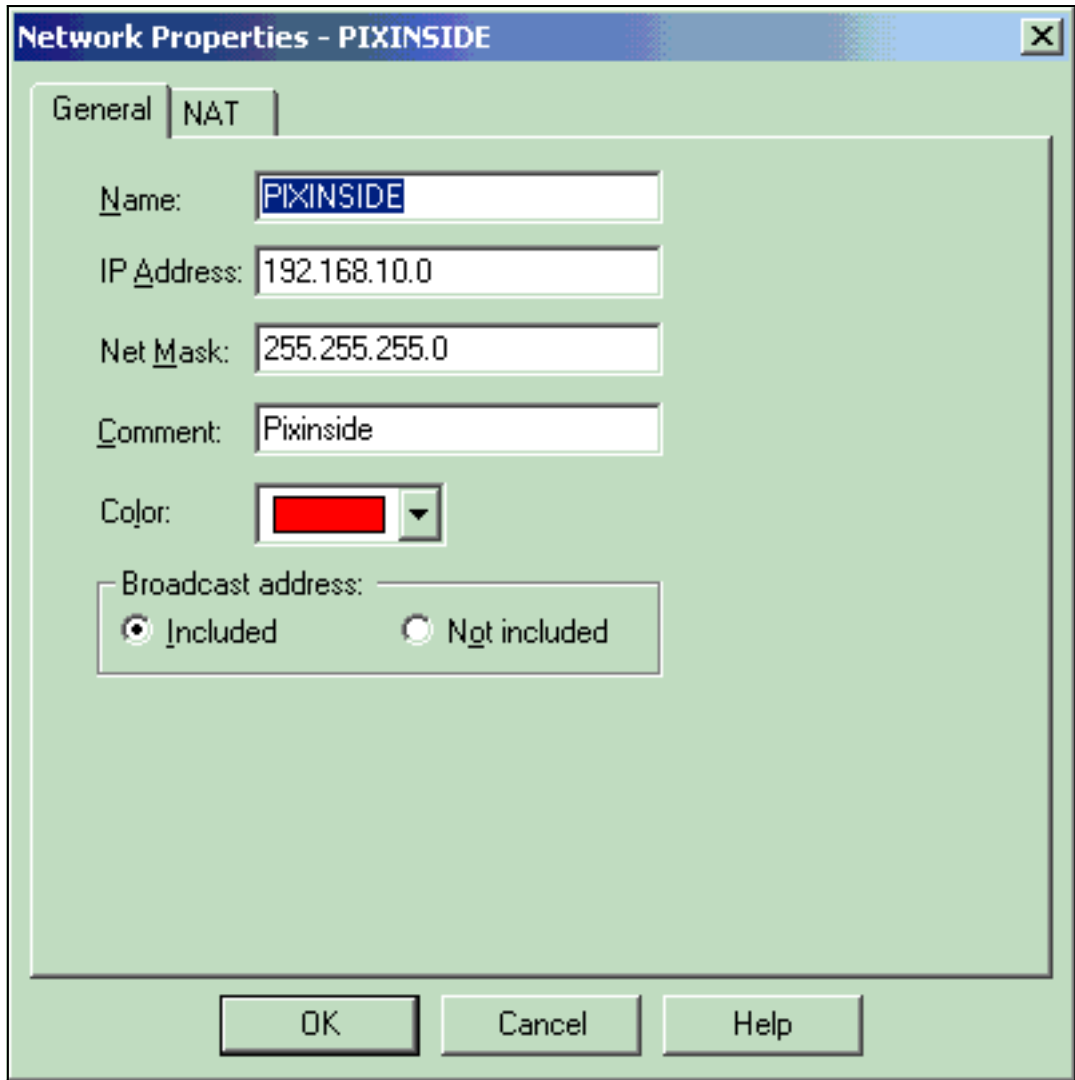 Network Properties - PIXINSIDE
General NAT
Name: PIXINSIDE
IP Address: 192.168.10.0
Net Mask: 255.255.255.0
Comment: Pixinside
Color:
Broadcast address:
Included Not included
OK Cancel Help